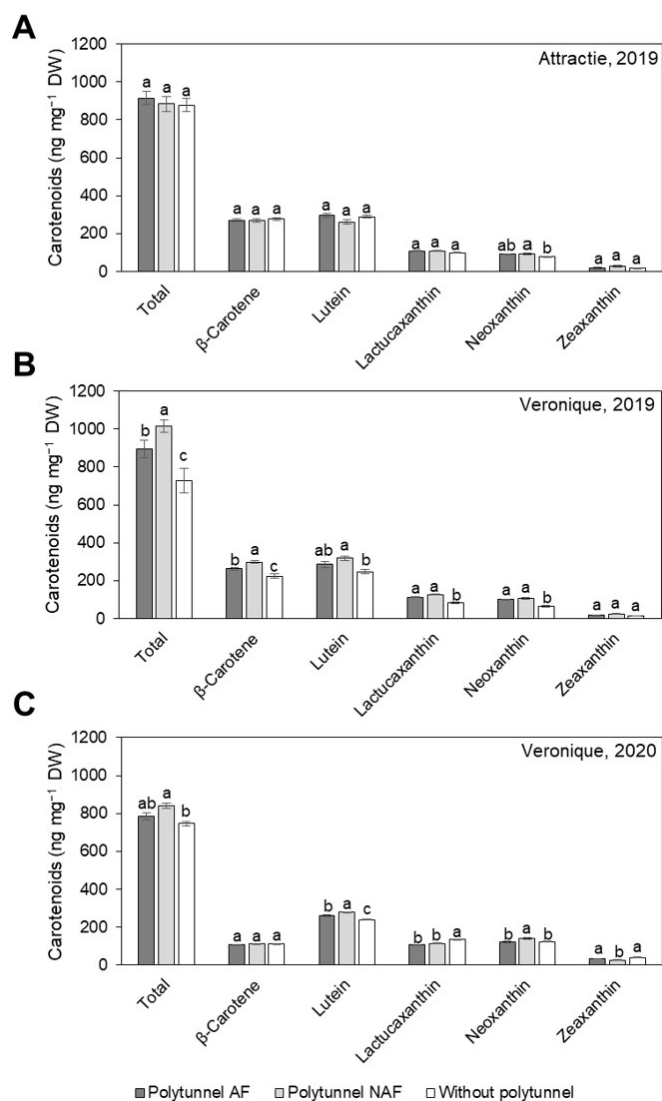 A
Carotenoids (ng mg⁻¹ DW)
1200
1000
800
600
400
200
0
Attractie, 2019
a a a
a a a
a a a
a a a
ab a b
a a a
Total
β-Carotene
Lutein
Lactucaxanthin
Neoxanthin
Zeaxanthin
B
Carotenoids (ng mg⁻¹ DW)
1200
1000
800
600
400
200
0
Veronique, 2019
b a c
b a c
ab a b
a a b
a a b
a a a
Total
β-Carotene
Lutein
Lactucaxanthin
Neoxanthin
Zeaxanthin
C
Carotenoids (ng mg⁻¹ DW)
1200
1000
800
600
400
200
0
Veronique, 2020
ab a b
a a a
b a c
b b a
b a b
a b a
Total
β-Carotene
Lutein
Lactucaxanthin
Neoxanthin
Zeaxanthin
Polytunnel AF Polytunnel NAF Without polytunnel